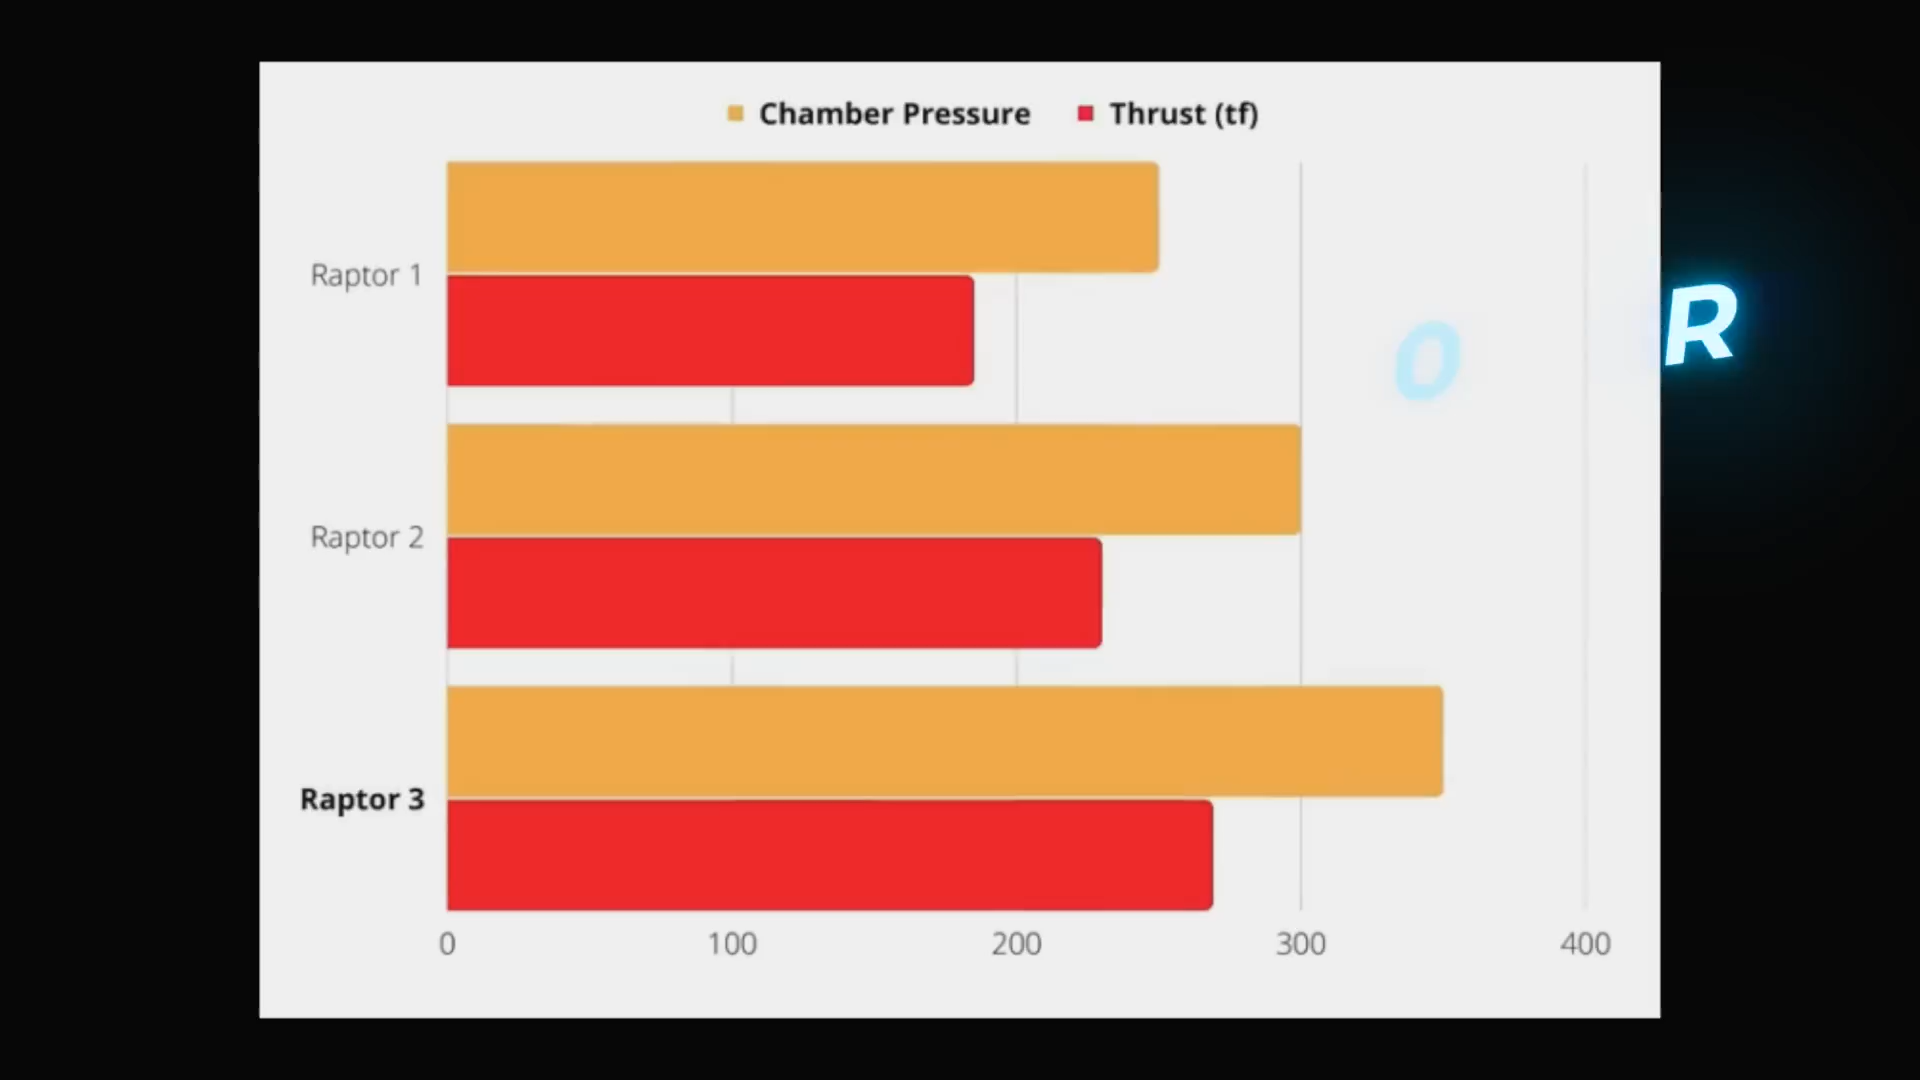 Chamber Pressure Thrust (tf)
Raptor 1
O
R
Raptor 2
Raptor 3
0 100 200 300 400